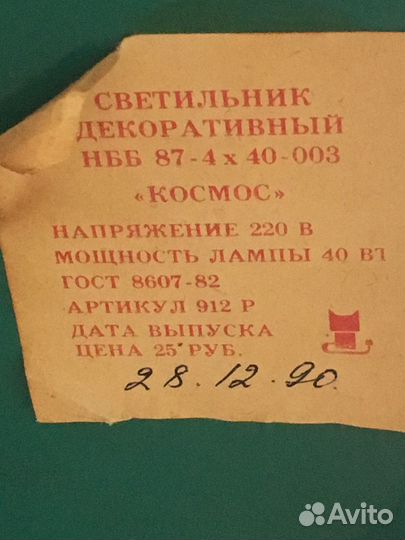 СВЕТИЛЬНИК
ДЕКОРАТИВНЫЙ
НББ 87-4 х 40-003
«КОСМОС»
НАПРЯЖЕНИЕ 220 В
МОЩНОСТЬ ЛАМПЫ 40 ВТ
ГОСТ 8607-82
АРТИКУЛ 912 Р
ДАТА ВЫПУСКА
ЦЕНА 25 РУБ.
28.12.90.
Avito